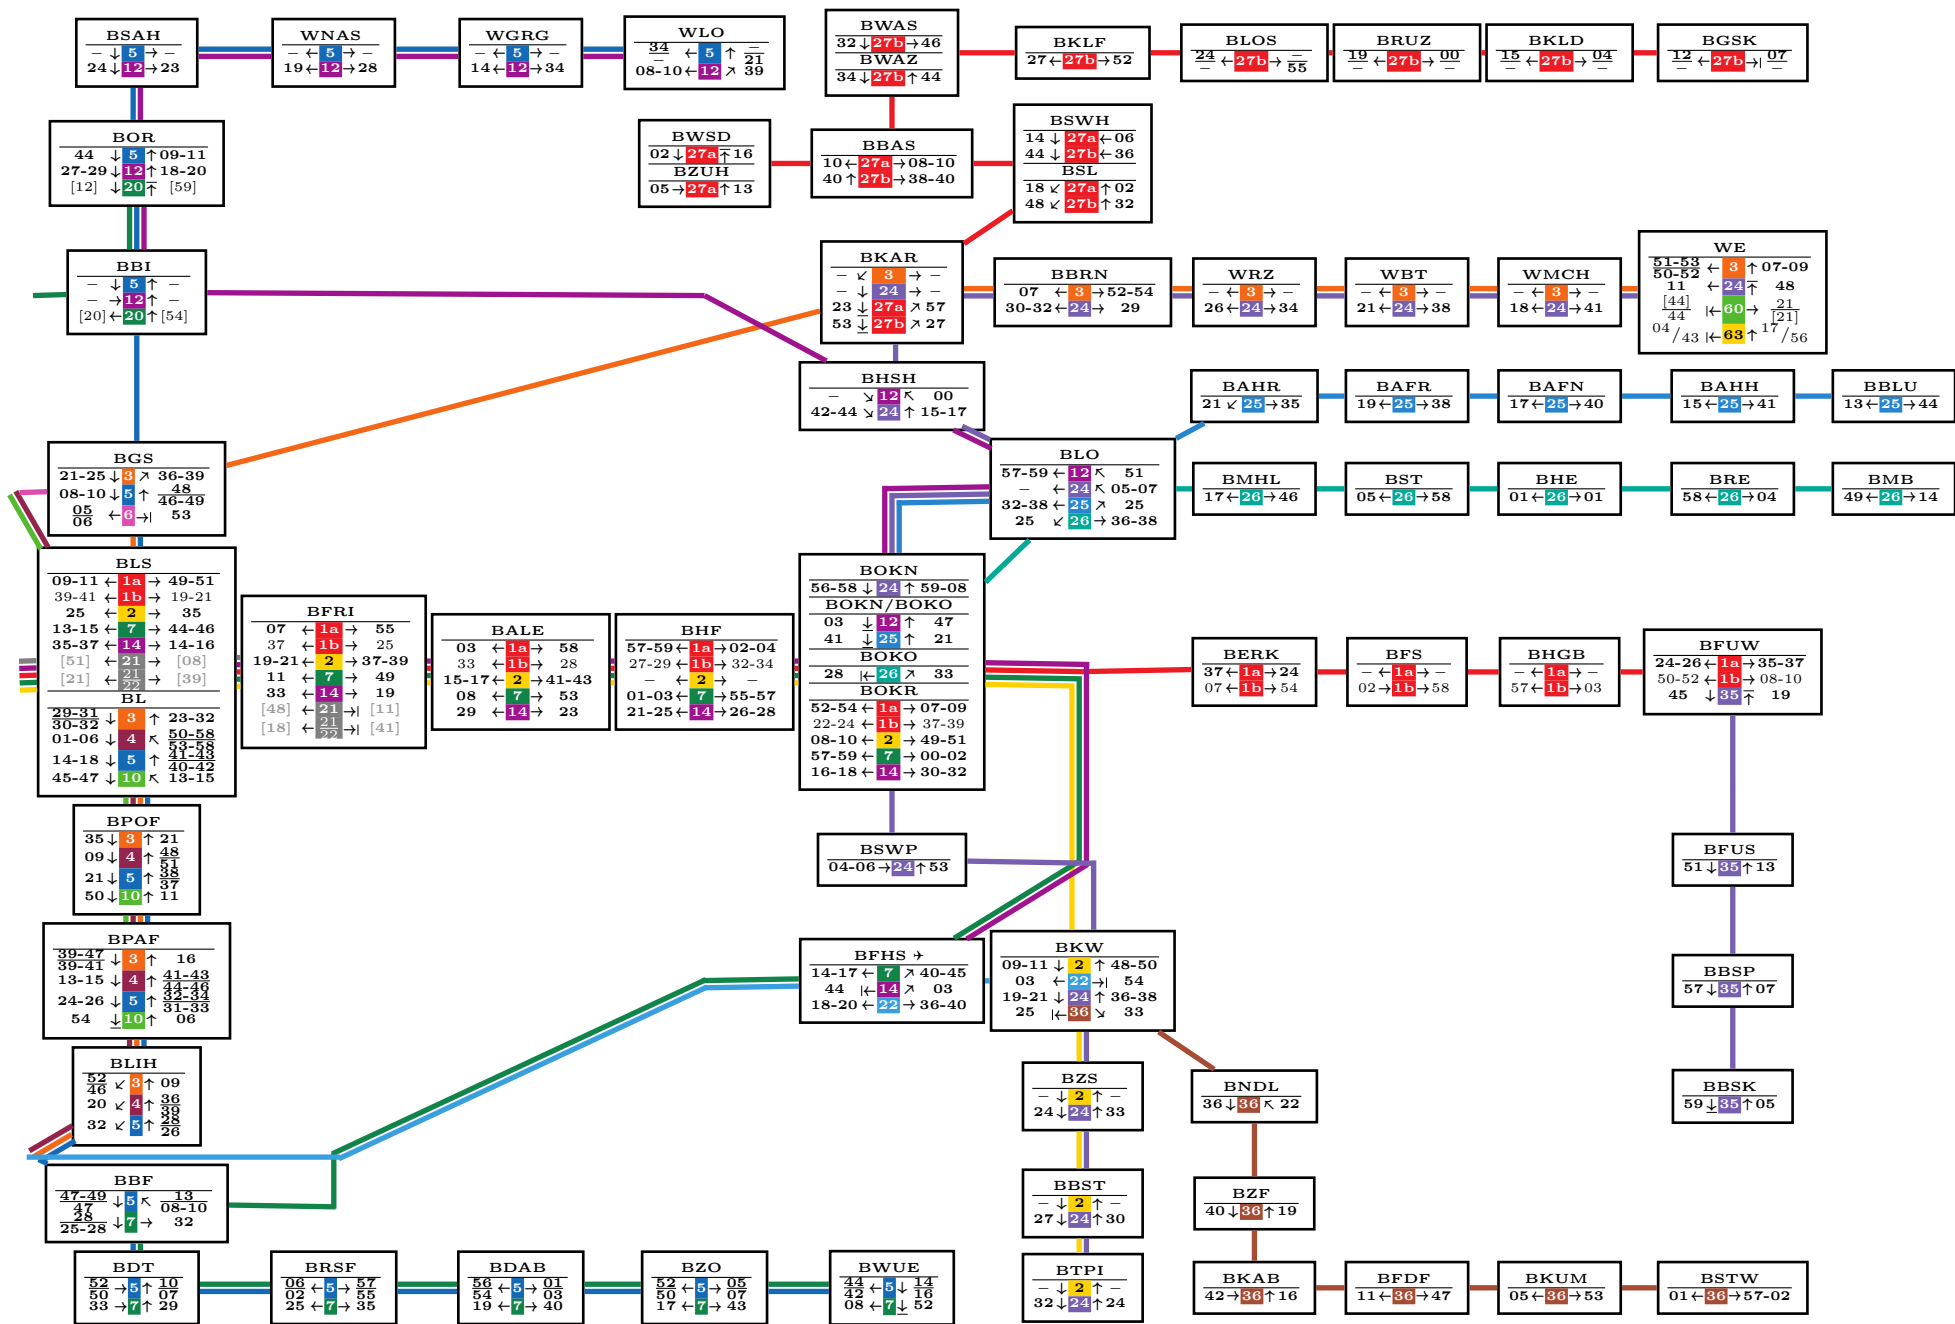 BSAH
– ↓ 5 → –
24 ↓ 12 → 23
WNAS
– ← 5 → –
19 ← 12 → 28
WGRG
– ← 5 → –
14 ← 12 → 34
WLO
34/– ← 5 ↑ –/21
08-10 ← 12 ↗ 39
BWAS
32 ↓ 27b → 46
BWAZ
34 ↓ 27b ↑ 44
BKLF
27 ← 27b → 52
BLOS
24/– ← 27b → –/55
BRUZ
19/– ← 27b → 00/–
BKLD
15/– ← 27b → 04/–
BGSK
12/– ← 27b →| 07/–
BOR
44 ↓ 5 ↑ 09-11
27-29 ↓ 12 ↑ 18-20
[12] ↓ 20 ↑ [59]
BWSD
02 ↓ 27a ↑ 16
BZUH
05 → 27a ↑ 13
BBAS
10 ← 27a → 08-10
40 ↑ 27b → 38-40
BSWH
14 ↓ 27a ← 06
44 ↓ 27b ← 36
BSL
18 ↙ 27a ↑ 02
48 ↙ 27b ↑ 32
BBI
– ↓ 5 ↑ –
– → 12 ↑ –
[20] ← 20 ↑ [54]
BKAR
– ↙ 3 → –
– ↓ 24 → –
23 ↓ 27a ↗ 57
53 ↓ 27b ↗ 27
BBRN
07 ← 3 → 52-54
30-32 ← 24 → 29
WRZ
– ← 3 → –
26 ← 24 → 34
WBT
– ← 3 → –
21 ← 24 → 38
WMCH
– ← 3 → –
18 ← 24 → 41
WE
51-53/50-52 ← 3 ↑ 07-09
11 ← 24 ↑ 48
[44]/44 |← 60 → 21/[21]
04/43 |← 63 ↑ 17/56
BHSH
– ↘ 12 ↖ 00
42-44 ↘ 24 ↑ 15-17
BAHR
21 ↙ 25 → 35
BAFR
19 ← 25 → 38
BAFN
17 ← 25 → 40
BAHH
15 ← 25 → 41
BBLU
13 ← 25 → 44
BGS
21-25 ↓ 3 ↗ 36-39
08-10 ↓ 5 ↑ 48/46-49
05/06 ← 6 →| 53
BLO
57-59 ← 12 ↖ 51
– ← 24 ↖ 05-07
32-38 ← 25 ↗ 25
25 ↙ 26 → 36-38
BMHL
17 ← 26 → 46
BST
05 ← 26 → 58
BHE
01 ← 26 → 01
BRE
58 ← 26 → 04
BMB
49 ← 26 → 14
BLS
09-11 ← 1a → 49-51
39-41 ← 1b → 19-21
25 ← 2 → 35
13-15 ← 7 → 44-46
35-37 ← 14 → 14-16
[51] ← 21 → [08]
[21] ← 21/22 → [39]
BL
29-31/30-32 ↓ 3 ↑ 23-32
01-06 ↓ 4 ↖ 50-58/53-58
14-18 ↓ 5 ↑ 41-43/40-42
45-47 ↓ 10 ↖ 13-15
BFRI
07 ← 1a → 55
37 ← 1b → 25
19-21 ← 2 → 37-39
11 ← 7 → 49
33 ← 14 → 19
[48] ← 21 →| [11]
[18] ← 21/22 →| [41]
BALE
03 ← 1a → 58
33 ← 1b → 28
15-17 ← 2 → 41-43
08 ← 7 → 53
29 ← 14 → 23
BHF
57-59 ← 1a → 02-04
27-29 ← 1b → 32-34
– ← 2 → –
01-03 ← 7 → 55-57
21-25 ← 14 → 26-28
BOKN
56-58 ↓ 24 ↑ 59-08
BOKN/BOKO
03 ↓ 12 ↑ 47
41 ↓ 25 ↑ 21
BOKO
28 |← 26 ↗ 33
BOKR
52-54 ← 1a → 07-09
22-24 ← 1b → 37-39
08-10 ← 2 → 49-51
57-59 ← 7 → 00-02
16-18 ← 14 → 30-32
BERK
37 ← 1a → 24
07 ← 1b → 54
BFS
– ← 1a → –
02 → 1b → 58
BHGB
– ← 1a → –
57 ← 1b → 03
BFUW
24-26 ← 1a → 35-37
50-52 ← 1b → 08-10
45 ↓ 35 ↑ 19
BPOF
35 ↓ 3 ↑ 21
09 ↓ 4 ↑ 48/51
21 ↓ 5 ↑ 38/37
50 ↓ 10 ↑ 11
BSWP
04-06 → 24 ↑ 53
BFUS
51 ↓ 35 ↑ 13
BPAF
39-47/39-41 ↓ 3 ↑ 16
13-15 ↓ 4 ↑ 41-43/44-46
24-26 ↓ 5 ↑ 32-34/31-33
54 ↓ 10 ↑ 06
BFHS ✈
14-17 ← 7 ↗ 40-45
44 |← 14 ↗ 03
18-20 ← 22 → 36-40
BKW
09-11 ↓ 2 ↑ 48-50
03 ← 22 →| 54
19-21 ↓ 24 ↑ 36-38
25 |← 36 ↘ 33
BBSP
57 ↓ 35 ↑ 07
BLIH
52/46 ↙ 3 ↑ 09
20 ↙ 4 ↑ 36/39
32 ↙ 5 ↑ 28/26
BZS
– ↓ 2 ↑ –
24 ↓ 24 ↑ 33
BNDL
36 ↓ 36 ↖ 22
BBSK
59 ↓ 35 ↑ 05
BBF
47-49/47 ↓ 5 ↖ 13/08-10
28/25-28 ↓ 7 → 32
BBST
– ↓ 2 ↑ –
27 ↓ 24 ↑ 30
BZF
40 ↓ 36 ↑ 19
BDT
52/50 → 5 ↑ 10/07
33 → 7 ↑ 29
BRSF
06/02 ← 5 → 57/55
25 ← 7 → 35
BDAB
56/54 ← 5 → 01/03
19 ← 7 → 40
BZO
52/50 ← 5 → 05/07
17 ← 7 → 43
BWUE
44/42 ← 5 ↓ 14/16
08 ← 7 ↓ 52
BTPI
– ↓ 2 ↑ –
32 ↓ 24 ↑ 24
BKAB
42 → 36 ↑ 16
BFDF
11 ← 36 → 47
BKUM
05 ← 36 → 53
BSTW
01 ← 36 → 57-02